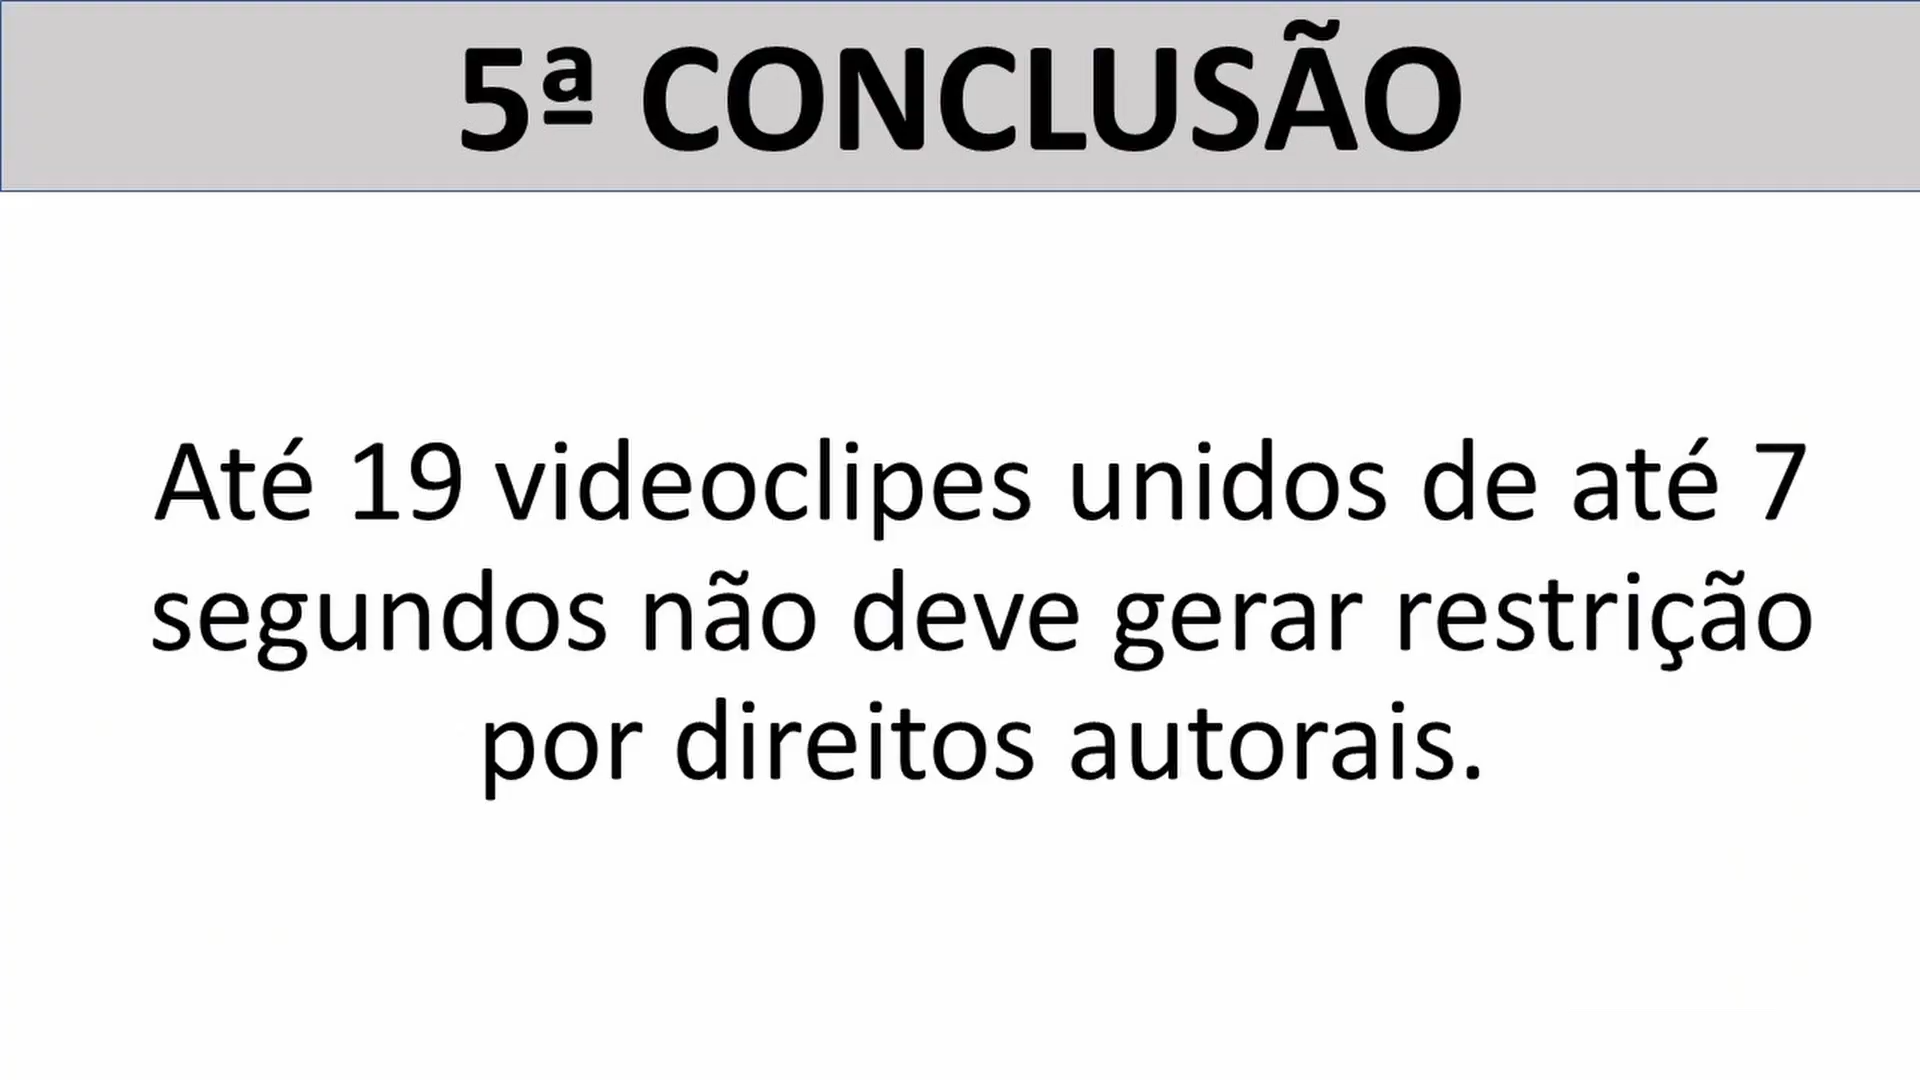 5ª CONCLUSÃO
Até 19 videoclipes unidos de até 7
segundos não deve gerar restrição
por direitos autorais.